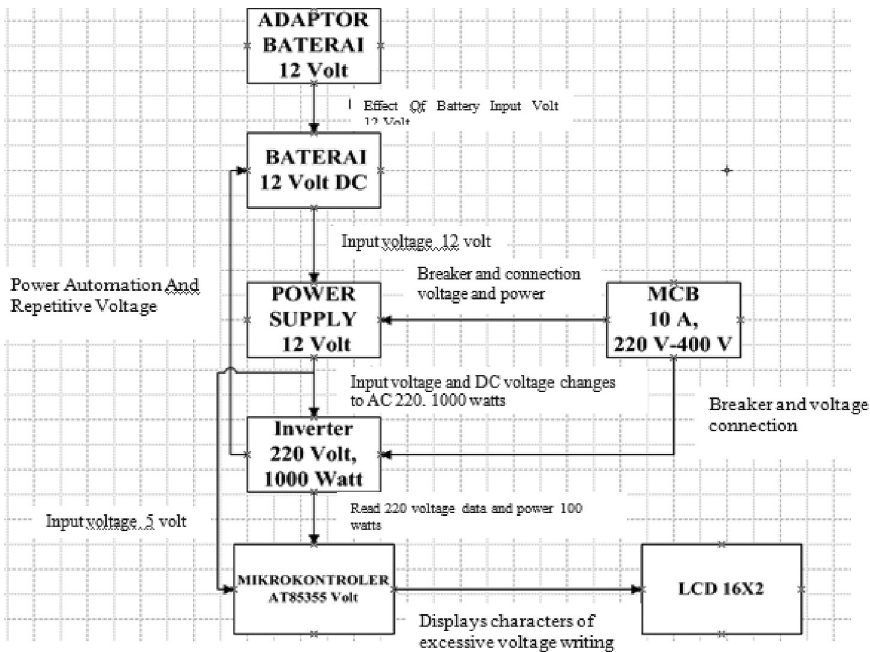 ADAPTOR
BATERAI
12 Volt
Effect Of Battery Input Volt
12 Volt
BATERAI
12 Volt DC
Input voltage 12 volt
Power Automation And
Repetitive Voltage
Breaker and connection
voltage and power
POWER
SUPPLY
12 Volt
MCB
10 A,
220 V-400 V
Input voltage and DC voltage changes
to AC 220. 1000 watts
Breaker and voltage
connection
Inverter
220 Volt,
1000 Watt
Input voltage 5 volt
Read 220 voltage data and power 100
watts
MIKROKONTROLER
AT85355 Volt
LCD 16X2
Displays characters of
excessive voltage writing